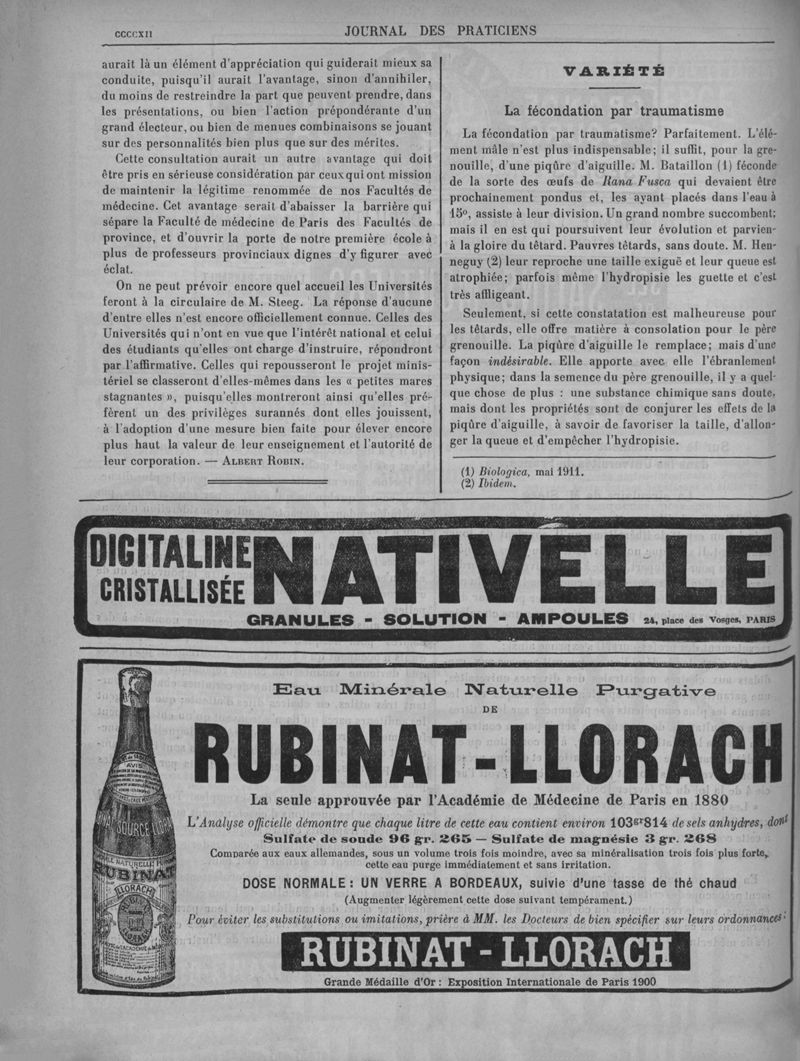 CCCCXII
JOURNAL DES PRATICIENS
aurait là un élément d'appréciation qui guiderait mieux sa
conduite, puisqu'il aurait l'avantage, sinon d'annihiler,
du moins de restreindre la part que peuvent prendre, dans
les présentations, ou bien l'action prépondérante d'un
grand électeur, ou bien de menues combinaisons se jouant
sur des personnalités bien plus que sur des mérites.
Cette consultation aurait un autre avantage qui doit
être pris en sérieuse considération par ceux qui ont mission
de maintenir la légitime renommée de nos Facultés de
médecine. Cet avantage serait d'abaisser la barrière qui
sépare la Faculté de médecine de Paris des Facultés de
province, et d'ouvrir la porte de notre première école à
plus de professeurs provinciaux dignes d'y figurer avec
éclat.
On ne peut prévoir encore quel accueil les Universités
feront à la circulaire de M. Steeg. La réponse d'aucune
d'entre elles n'est encore officiellement connue. Celles des
Universités qui n'ont en vue que l'intérêt national et celui
des étudiants qu'elles ont charge d'instruire, répondront
par l'affirmative. Celles qui repousseront le projet minis-
tériel se classeront d'elles-mêmes dans les « petites mares
stagnantes », puisqu'elles montreront ainsi qu'elles pré-
fèrent un des privilèges surannés dont elles jouissent,
à l'adoption d'une mesure bien faite pour élever encore
plus haut la valeur de leur enseignement et l'autorité de
leur corporation. — ALBERT ROBIN.
VARIÉTÉ
La fécondation par traumatisme
La fécondation par traumatisme? Parfaitement. L'élé-
ment mâle n'est plus indispensable; il suffit, pour la gre-
nouille, d'une piqûre d'aiguille. M. Bataillon (1) féconde
de la sorte des œufs de Rana Fusca qui devaient être
prochainement pondus et, les ayant placés dans l'eau à
15°, assiste à leur division. Un grand nombre succombent;
mais il en est qui poursuivent leur évolution et parvien-
à la gloire du têtard. Pauvres têtards, sans doute. M. Hen-
neguy (2) leur reproche une taille exiguë et leur queue est
atrophiée; parfois même l'hydropisie les guette et c'est
très affligeant.
Seulement, si cette constatation est malheureuse pour
les têtards, elle offre matière à consolation pour le père
grenouille. La piqûre d'aiguille le remplace; mais d'une
façon indésirable. Elle apporte avec elle l'ébranlement
physique; dans la semence du père grenouille, il y a quel-
que chose de plus : une substance chimique sans doute,
mais dont les propriétés sont de conjurer les effets de la
piqûre d'aiguille, à savoir de favoriser la taille, d'allon-
ger la queue et d'empêcher l'hydropisie.
(1) Biologica, mai 1911.
(2) Ibidem.
DIGITALINE
CRISTALLISÉE
NATIVELLE
GRANULES - SOLUTION - AMPOULES 24, place des Vosges, PARIS
Eau Minérale Naturelle Purgative
DE
RUBINAT-LLORACH
La seule approuvée par l'Académie de Médecine de Paris en 1880
L'Analyse officielle démontre que chaque litre de cette eau contient environ 103gr814 de sels anhydres, dont
Sulfate de soude 96 gr. 265 — Sulfate de magnésie 3 gr. 268
Comparée aux eaux allemandes, sous un volume trois fois moindre, avec sa minéralisation trois fois plus forte,
cette eau purge immédiatement et sans irritation.
DOSE NORMALE : UN VERRE A BORDEAUX, suivie d'une tasse de thé chaud
(Augmenter légèrement cette dose suivant tempérament.)
Pour éviter les substitutions ou imitations, prière à MM. les Docteurs de bien spécifier sur leurs ordonnances :
RUBINAT-LLORACH
Grande Médaille d'Or : Exposition Internationale de Paris 1900
AVIS
SOURCE
RUBINAT
LLORACH